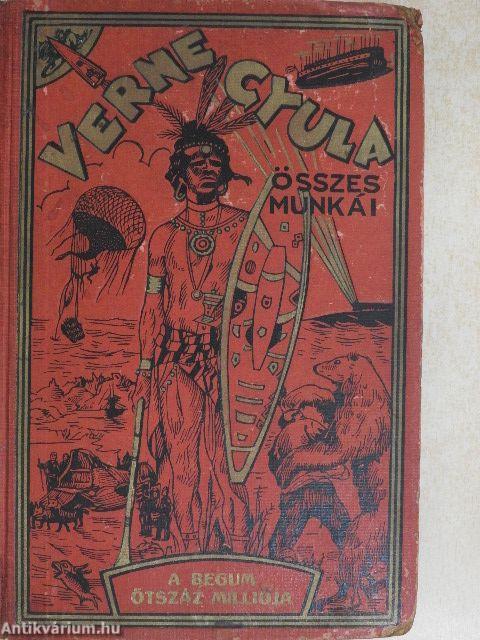 VERNE GYULA
ÖSSZES
MUNKÁI
A BEGUM
ÖTSZÁZ MILLIÓJA
Antikvárium.hu